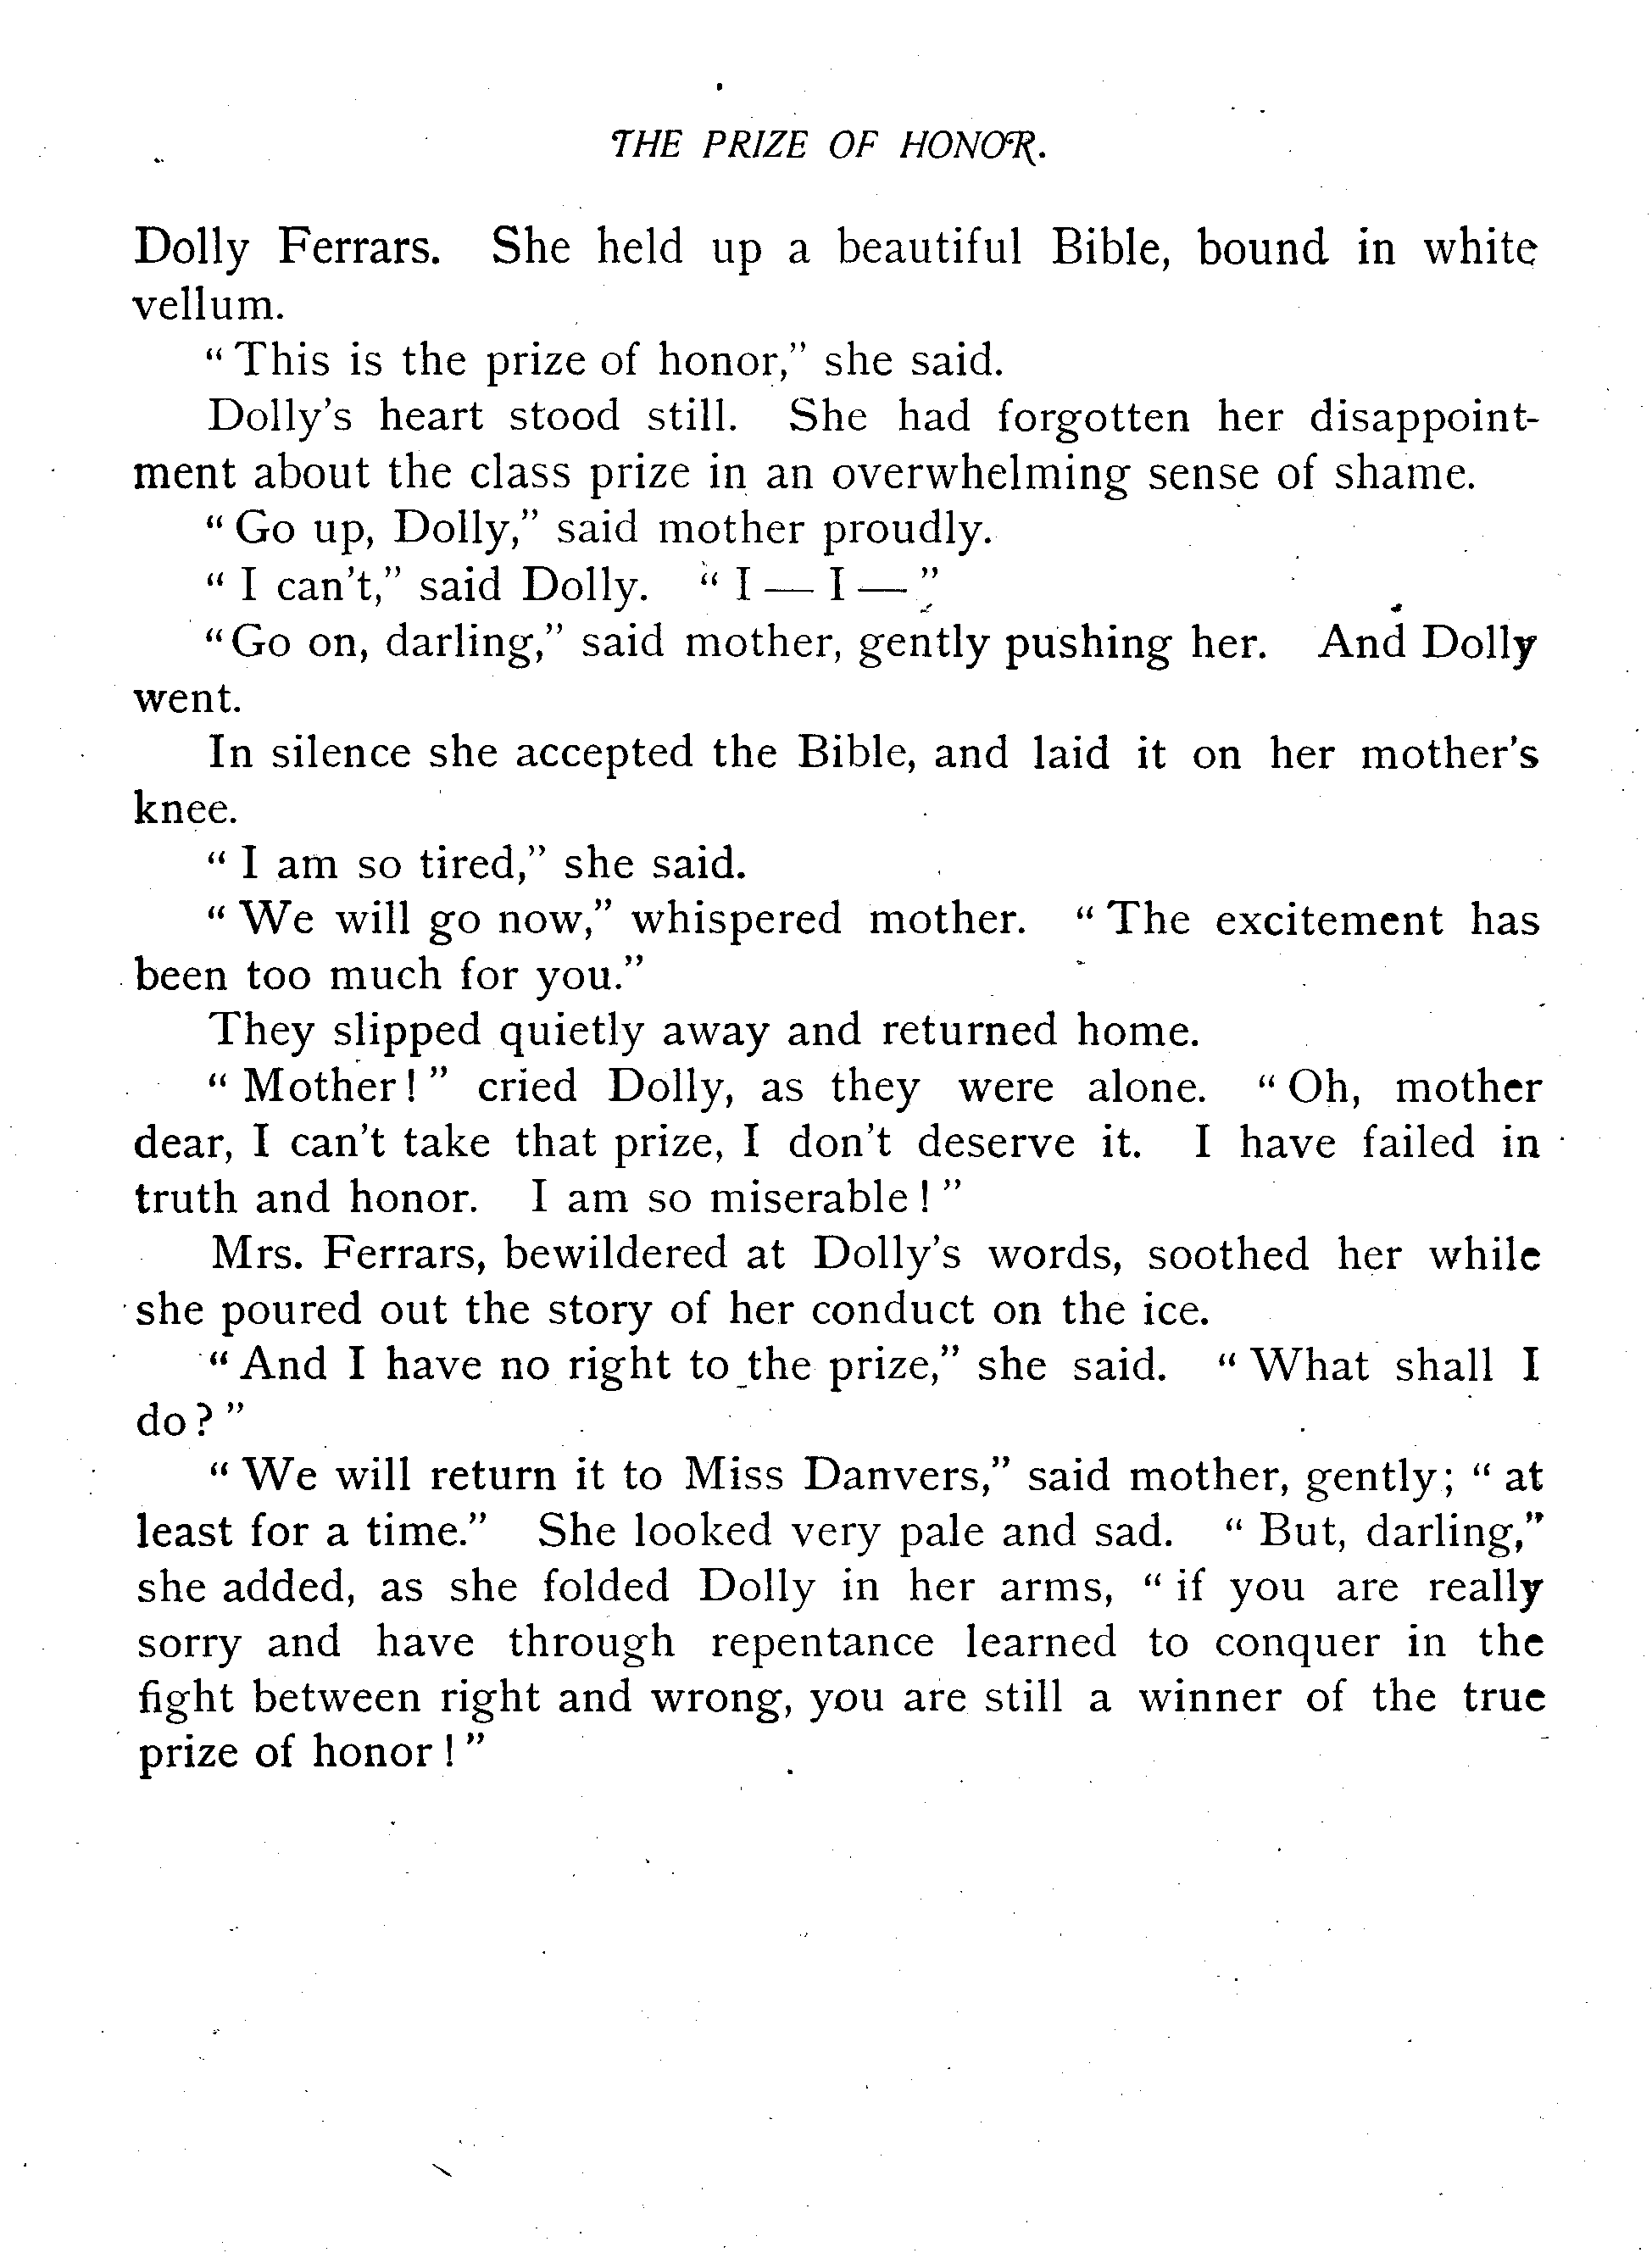 THE PRIZE OF HONOR.
Dolly Ferrars. She held up a beautiful Bible, bound in white
vellum.
" This is the prize of honor," she said.
Dolly's heart stood still. She had forgotten her disappoint-
ment about the class prize in an overwhelming sense of shame.
" Go up, Dolly," said mother proudly.
" I can't," said Dolly. " I — I — "
" Go on, darling," said mother, gently pushing her. And Dolly
went.
In silence she accepted the Bible, and laid it on her mother's
knee.
" I am so tired," she said.
" We will go now," whispered mother. " The excitement has
been too much for you."
They slipped quietly away and returned home.
" Mother! " cried Dolly, as they were alone. " Oh, mother
dear, I can't take that prize, I don't deserve it. I have failed in
truth and honor. I am so miserable ! "
Mrs. Ferrars, bewildered at Dolly's words, soothed her while
she poured out the story of her conduct on the ice.
" And I have no right to the prize," she said. " What shall I
do ? "
" We will return it to Miss Danvers," said mother, gently; " at
least for a time." She looked very pale and sad. " But, darling,"
she added, as she folded Dolly in her arms, " if you are really
sorry and have through repentance learned to conquer in the
fight between right and wrong, you are still a winner of the true
prize of honor ! "